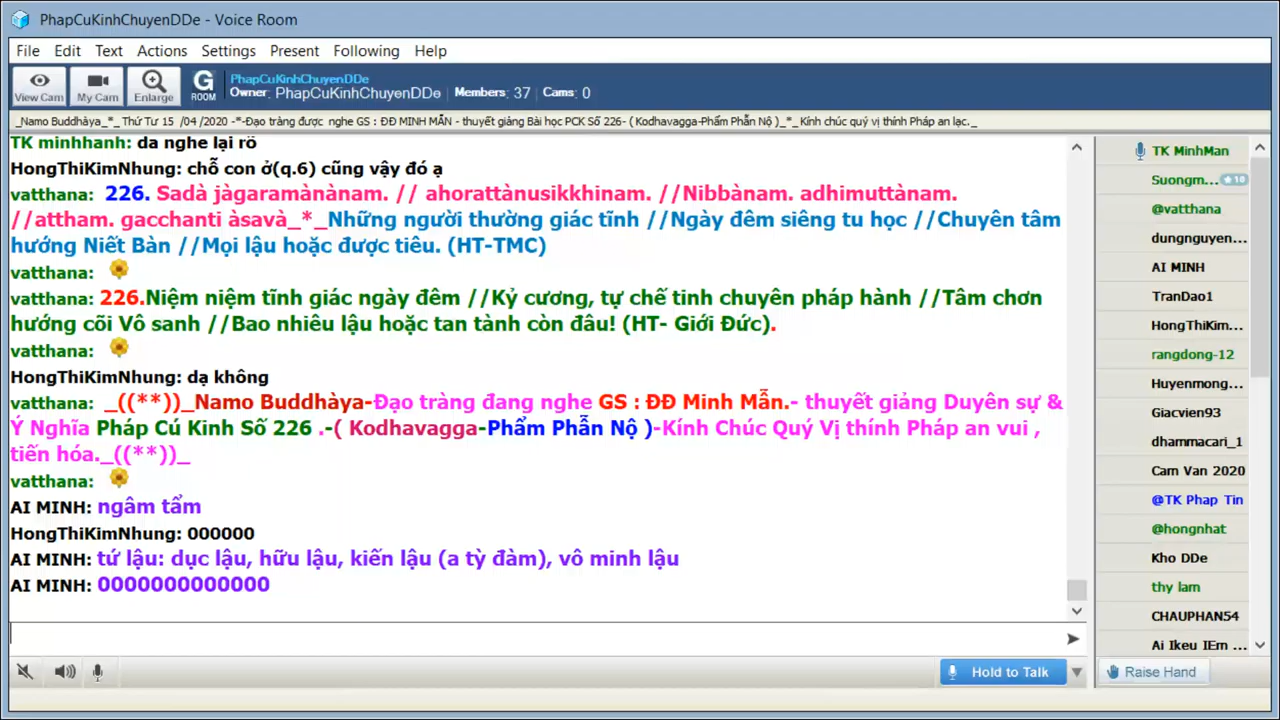 PhapCuKinhChuyenDDe - Voice Room
File Edit Text Actions Settings Present Following Help
View Cam My Cam Enlarge G ROOM
PhapCuKinhChuyenDDe
Owner: PhapCuKinhChuyenDDe Members: 37 Cams: 0
_Namo Buddhàya_*_Thứ Tư 15 /04 /2020 -*-Đạo tràng được nghe GS : ĐĐ MINH MẪN - thuyết giảng Bài học PCK Số 226- ( Kodhavagga-Phẩm Phẫn Nộ )_*_Kính chúc quý vị thính Pháp an lạc._
TK minhhanh: da nghe lại rõ
HongThiKimNhung: chỗ con ở(q.6) cũng vậy đó ạ
vatthana: 226. Sadà jàgaramànànam. // ahorattànusikkhinam. //Nibbànam. adhimuttànam.
//attham. gacchanti àsavà_*_Những người thường giác tĩnh //Ngày đêm siêng tu học //Chuyên tâm
hướng Niết Bàn //Mọi lậu hoặc được tiêu. (HT-TMC)
vatthana:
vatthana: 226.Niệm niệm tĩnh giác ngày đêm //Kỷ cương, tự chế tinh chuyên pháp hành //Tâm chơn
hướng cõi Vô sanh //Bao nhiêu lậu hoặc tan tành còn đâu! (HT- Giới Đức).
vatthana:
HongThiKimNhung: dạ không
vatthana: _((**))_Namo Buddhàya-Đạo tràng đang nghe GS : ĐĐ Minh Mẫn.- thuyết giảng Duyên sự &
Ý Nghĩa Pháp Cú Kinh Số 226 .-( Kodhavagga-Phẩm Phẫn Nộ )-Kính Chúc Quý Vị thính Pháp an vui ,
tiến hóa._((**))_
vatthana:
AI MINH: ngâm tẩm
HongThiKimNhung: 000000
AI MINH: tứ lậu: dục lậu, hữu lậu, kiến lậu (a tỳ đàm), vô minh lậu
AI MINH: 0000000000000
Hold to Talk
TK MinhMan
Suongm... 10
@vatthana
dungnguyen...
AI MINH
TranDao1
HongThiKim...
rangdong-12
Huyenmong...
Giacvien93
dhammacari_1
Cam Van 2020
@TK Phap Tin
@hongnhat
Kho DDe
thy lam
CHAUPHAN54
Ai Ikeu IEm ...
Raise Hand